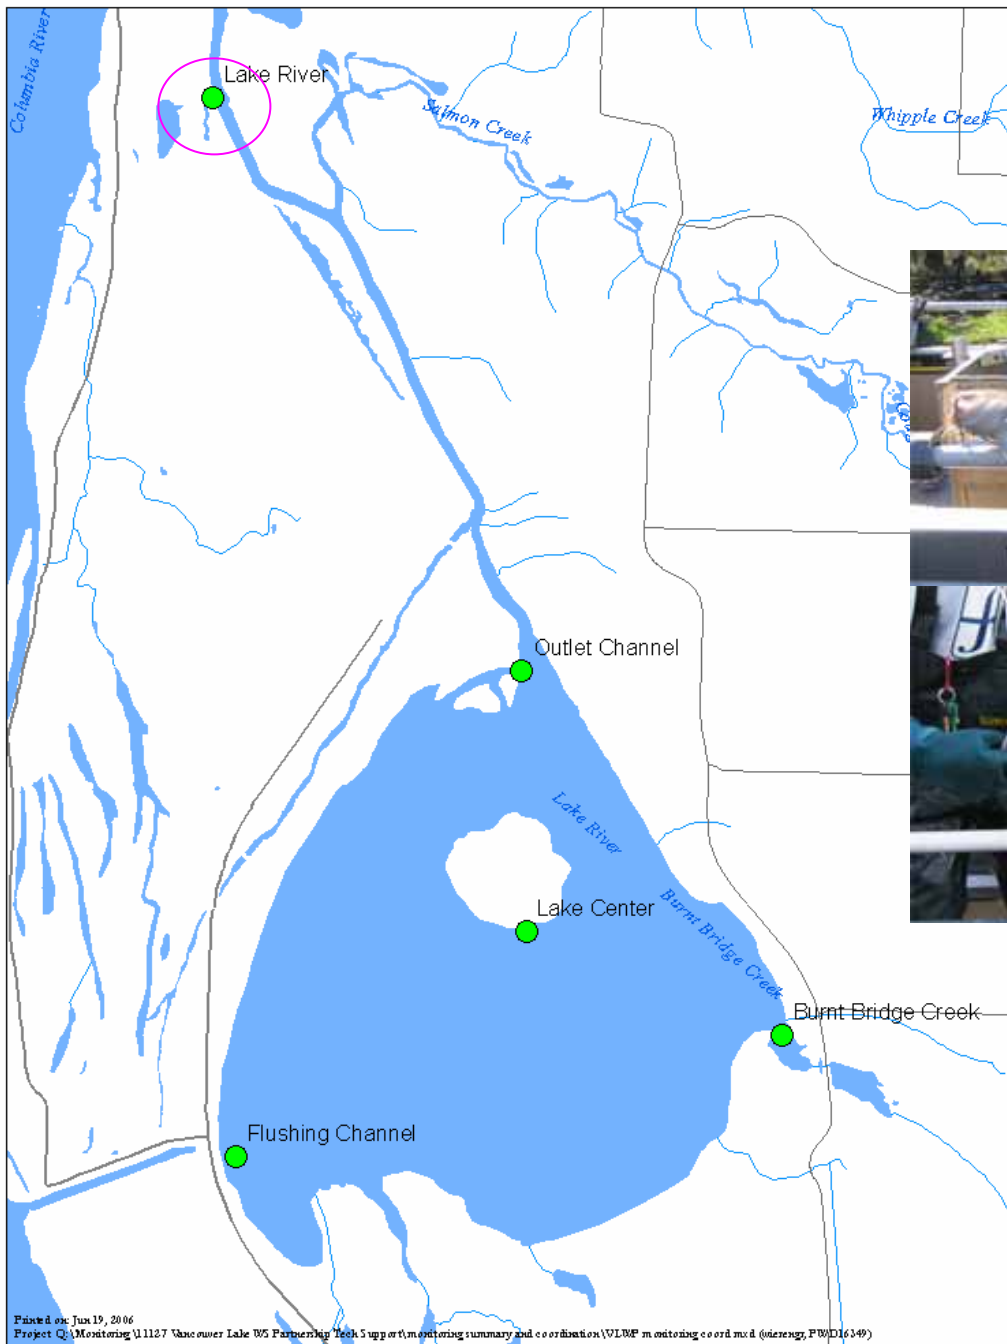 Columbia River
Lake River
Salmon Creek
Whipple Creek
Outlet Channel
Lake River
Lake Center
Burnt Bridge Creek
Burnt Bridge Creek
Flushing Channel
Printed on: Jun 19, 2006
Project Q:\Monitoring\11127 Vancouver Lake WS Partnership Tech Support\monitoring summary and coordination\VLWP monitoring coord mxd (wierengr, PWD16349)